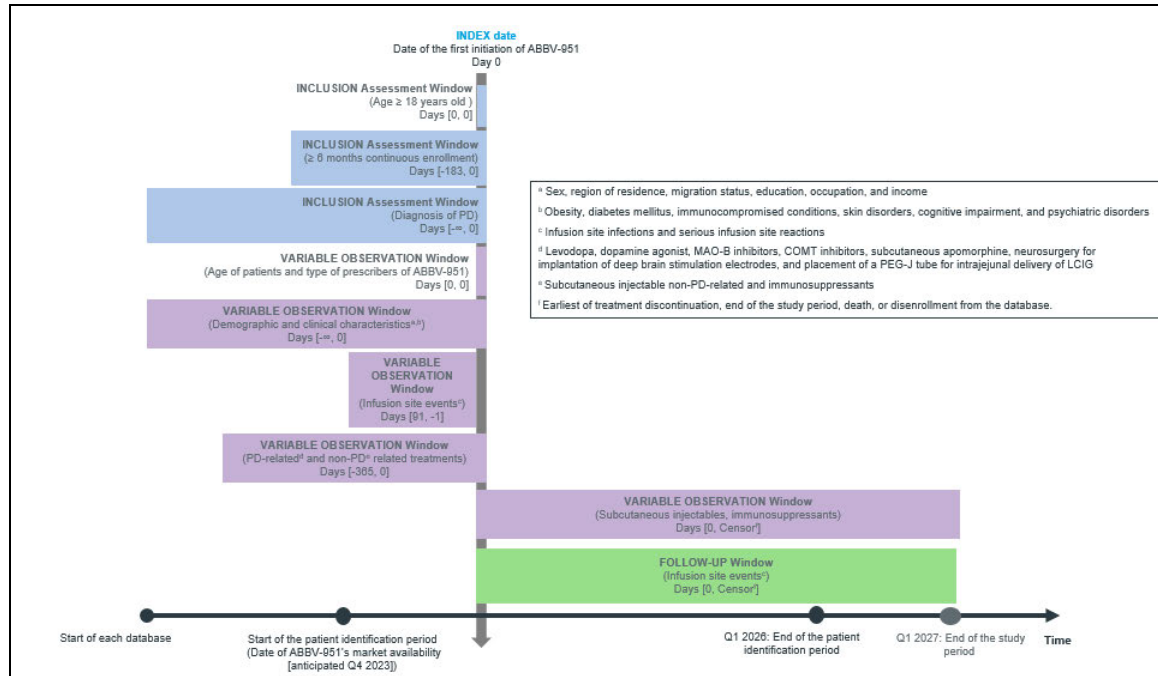 INDEX date
Date of the first initiation of ABBV-951
Day 0
INCLUSION Assessment Window
(Age ≥ 18 years old )
Days [0, 0]
INCLUSION Assessment Window
(≥ 6 months continuous enrollment)
Days [-183, 0]
INCLUSION Assessment Window
(Diagnosis of PD)
Days [-∞, 0]
VARIABLE OBSERVATION Window
(Age of patients and type of prescribers of ABBV-951)
Days [0, 0]
VARIABLE OBSERVATION Window
(Demographic and clinical characteristicsᵃ,ᵇ)
Days [-∞, 0]
VARIABLE
OBSERVATION
Window
(Infusion site eventsᶜ)
Days [91, -1]
VARIABLE OBSERVATION Window
(PD-relatedᵈ and non-PDᵉ related treatments)
Days [-365, 0]
VARIABLE OBSERVATION Window
(Subcutaneous injectables, immunosuppressants)
Days [0, Censorᶠ]
FOLLOW-UP Window
(Infusion site eventsᶜ)
Days [0, Censorᶠ]
ᵃ Sex, region of residence, migration status, education, occupation, and income
ᵇ Obesity, diabetes mellitus, immunocompromised conditions, skin disorders, cognitive impairment, and psychiatric disorders
ᶜ Infusion site infections and serious infusion site reactions
ᵈ Levodopa, dopamine agonist, MAO-B inhibitors, COMT inhibitors, subcutaneous apomorphine, neurosurgery for
implantation of deep brain stimulation electrodes, and placement of a PEG-J tube for intrajejunal delivery of LCIG
ᵉ Subcutaneous injectable non-PD-related and immunosuppressants
ᶠ Earliest of treatment discontinuation, end of the study period, death, or disenrollment from the database.
Start of each database
Start of the patient identification period
(Date of ABBV-951's market availability
[anticipated Q4 2023])
Q1 2026: End of the patient
identification period
Q1 2027: End of the study
period
Time